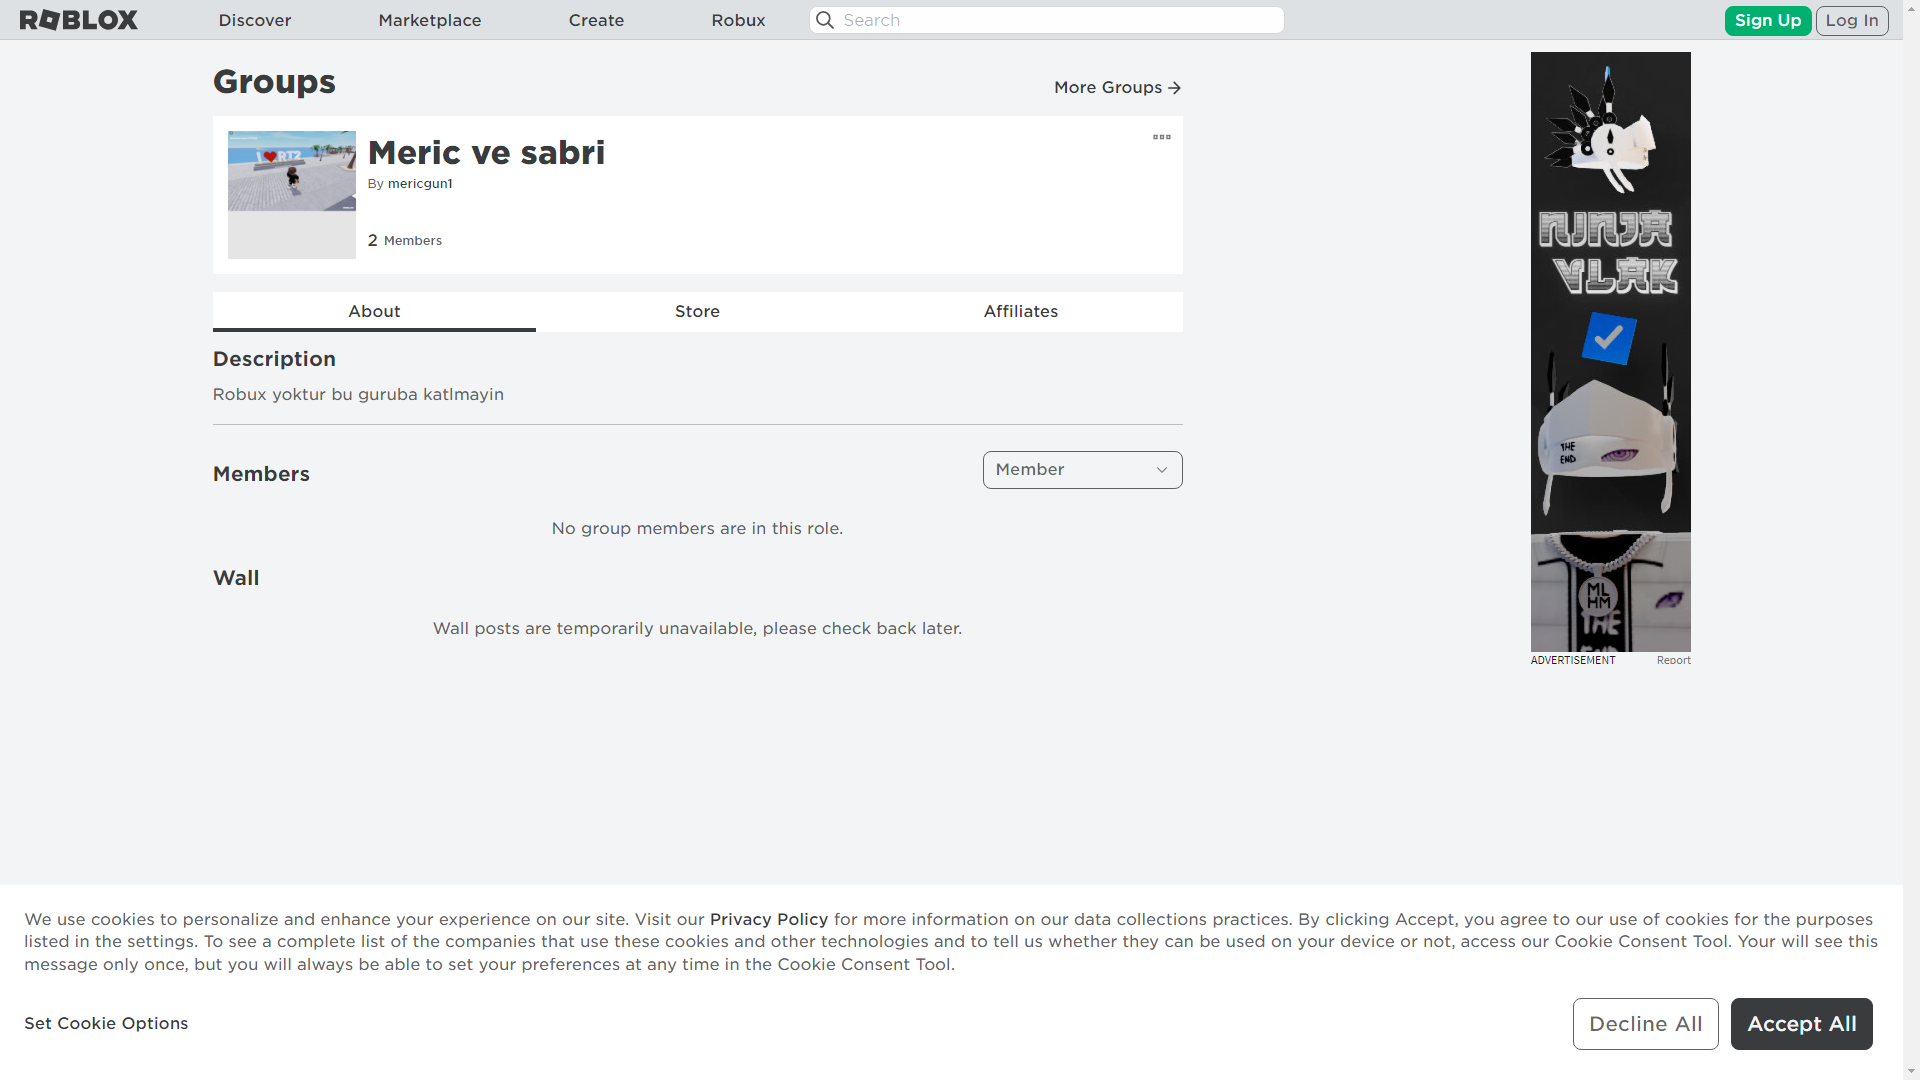 ROBLOX
Discover
Marketplace
Create
Robux
Search
Sign Up
Log In
Groups
More Groups
I ❤ RT2
Meric ve sabri
By mericgun1
2 Members
About
Store
Affiliates
Description
Robux yoktur bu guruba katlmayin
Members
Member
No group members are in this role.
Wall
Wall posts are temporarily unavailable, please check back later.
NINJA
VLAK
THE
END
ML
HM
THE
ADVERTISEMENT
Report
We use cookies to personalize and enhance your experience on our site. Visit our Privacy Policy for more information on our data collections practices. By clicking Accept, you agree to our use of cookies for the purposes
listed in the settings. To see a complete list of the companies that use these cookies and other technologies and to tell us whether they can be used on your device or not, access our Cookie Consent Tool. Your will see this
message only once, but you will always be able to set your preferences at any time in the Cookie Consent Tool.
Set Cookie Options
Decline All
Accept All